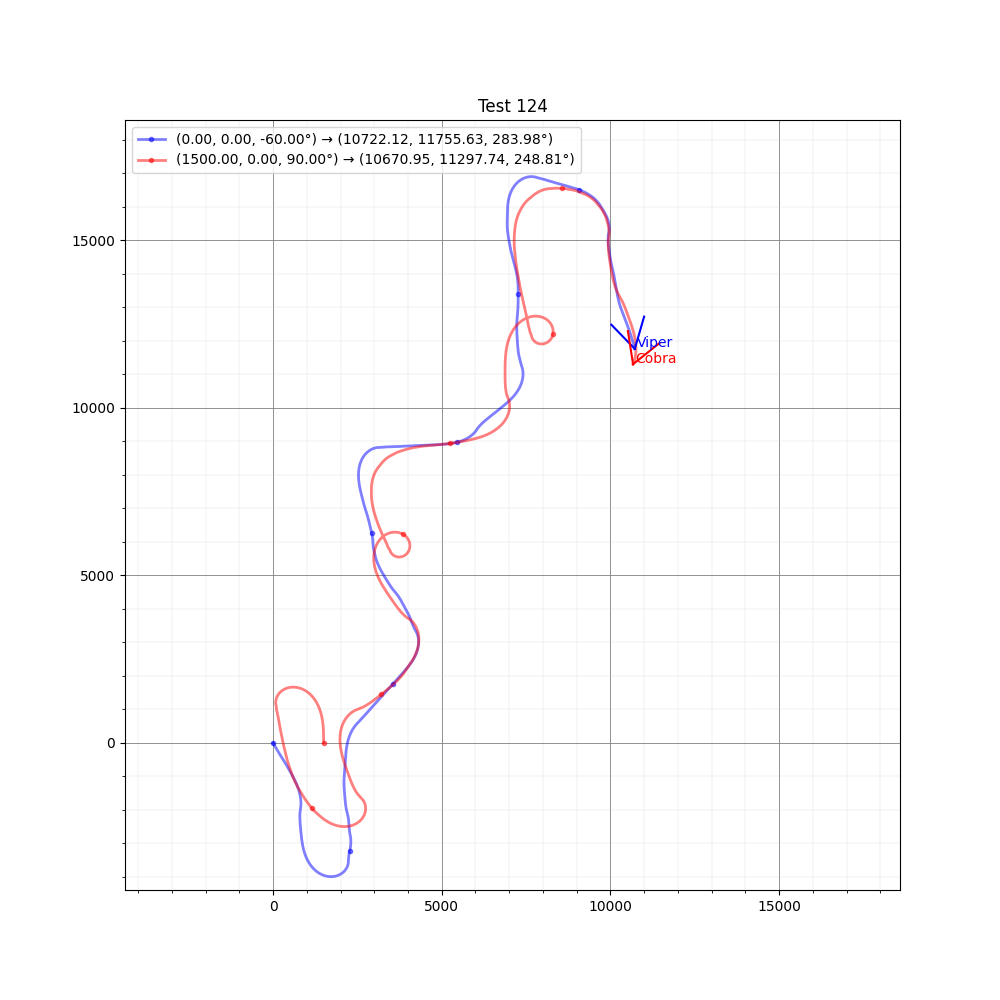 Test 124
(0.00, 0.00, -60.00°) → (10722.12, 11755.63, 283.98°)
(1500.00, 0.00, 90.00°) → (10670.95, 11297.74, 248.81°)
15000
10000
5000
0
Viper
Cobra
0 5000 10000 15000